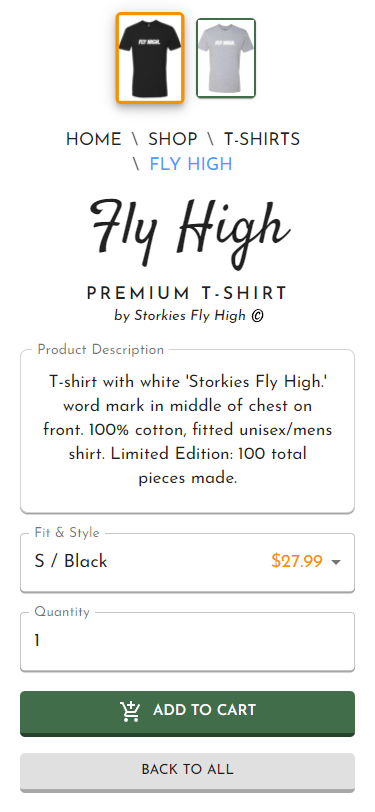 FLY HIGH.
FLY HIGH.
HOME \ SHOP \ T-SHIRTS
\ FLY HIGH
Fly High
PREMIUM T-SHIRT
by Storkies Fly High ©
Product Description
T-shirt with white 'Storkies Fly High.'
word mark in middle of chest on
front. 100% cotton, fitted unisex/mens
shirt. Limited Edition: 100 total
pieces made.
Fit & Style
S / Black $27.99
Quantity
1
ADD TO CART
BACK TO ALL